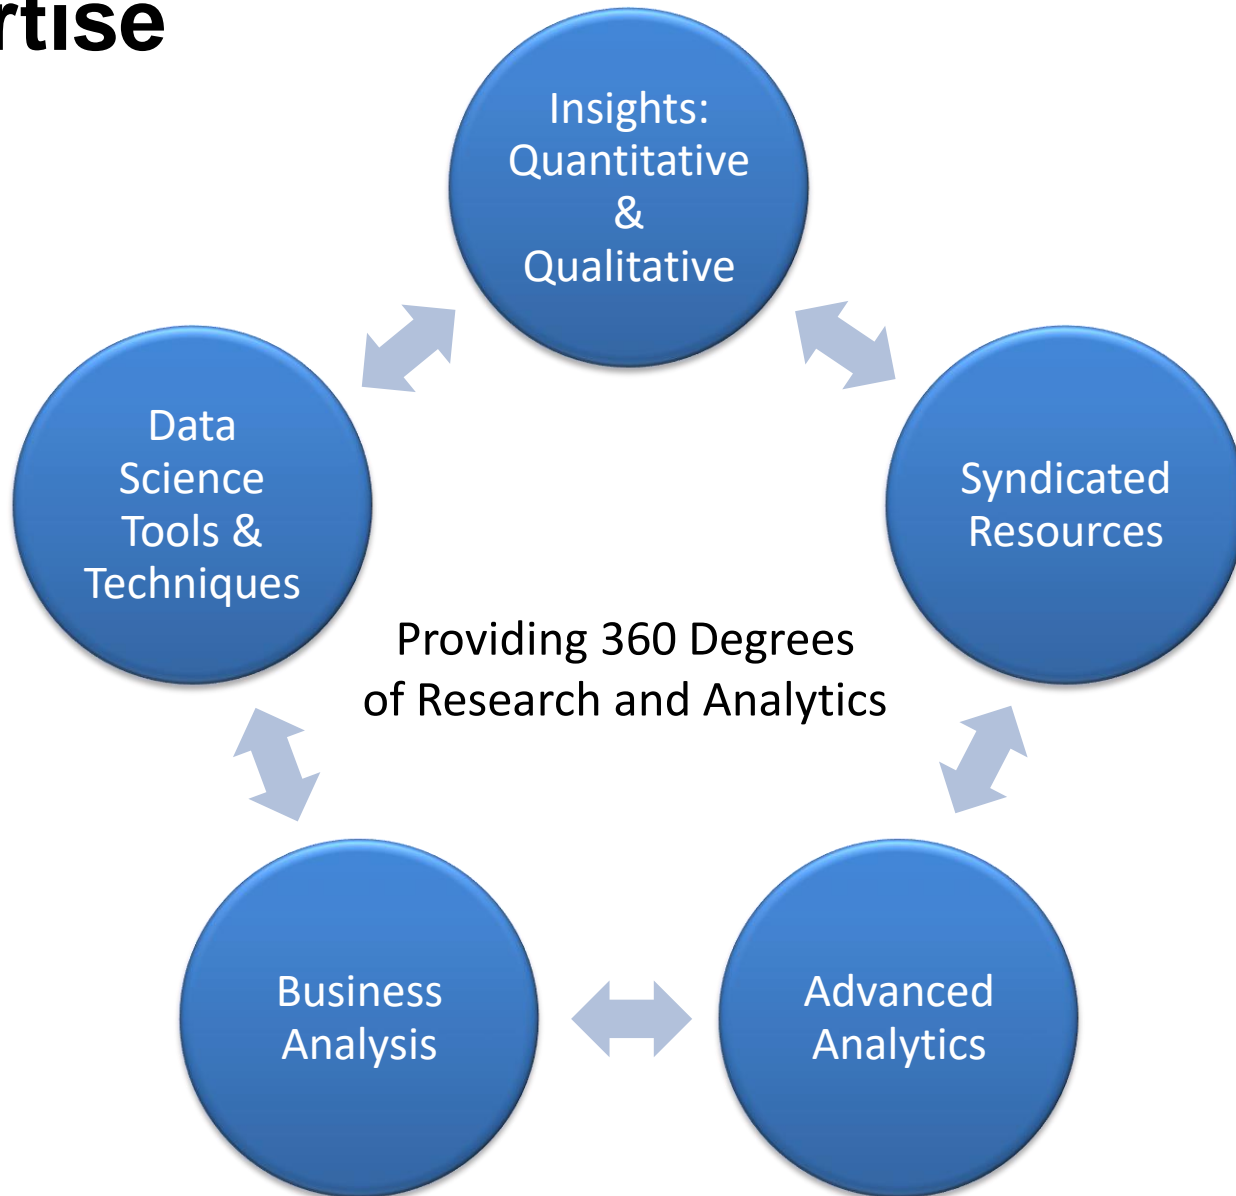 rtise
Insights:
Quantitative
&
Qualitative
Data
Science
Tools &
Techniques
Syndicated
Resources
Providing 360 Degrees
of Research and Analytics
Business
Analysis
Advanced
Analytics